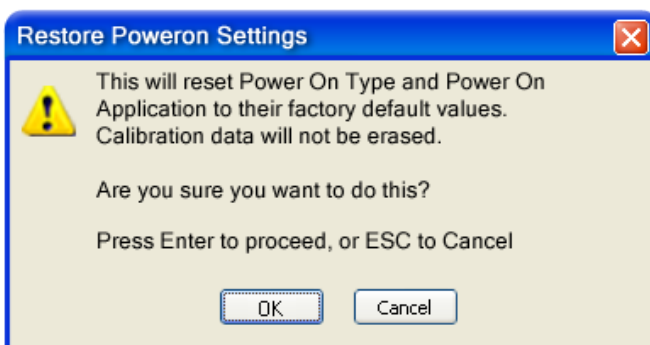 Restore Poweron Settings
This will reset Power On Type and Power On
Application to their factory default values.
Calibration data will not be erased.
Are you sure you want to do this?
Press Enter to proceed, or ESC to Cancel
OK
Cancel